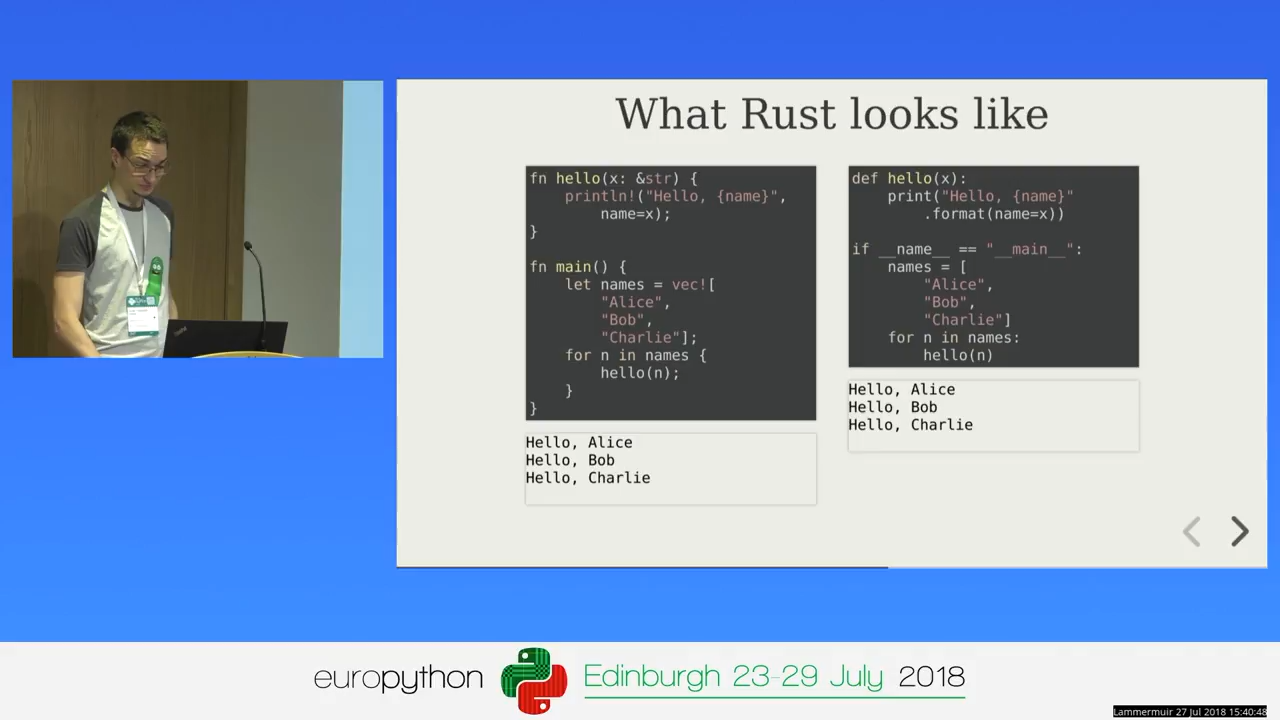 What Rust looks like
fn hello(x: &str) {
    println!("Hello, {name}",
        name=x);
}
fn main() {
    let names = vec![
        "Alice",
        "Bob",
        "Charlie"];
    for n in names {
        hello(n);
    }
}
Hello, Alice
Hello, Bob
Hello, Charlie
def hello(x):
    print("Hello, {name}"
        .format(name=x))
if __name__ == "__main__":
    names = [
        "Alice",
        "Bob",
        "Charlie"]
    for n in names:
        hello(n)
Hello, Alice
Hello, Bob
Hello, Charlie
europython
Edinburgh 23-29 July 2018
Lammermuir 27 Jul 2018 15:40:48